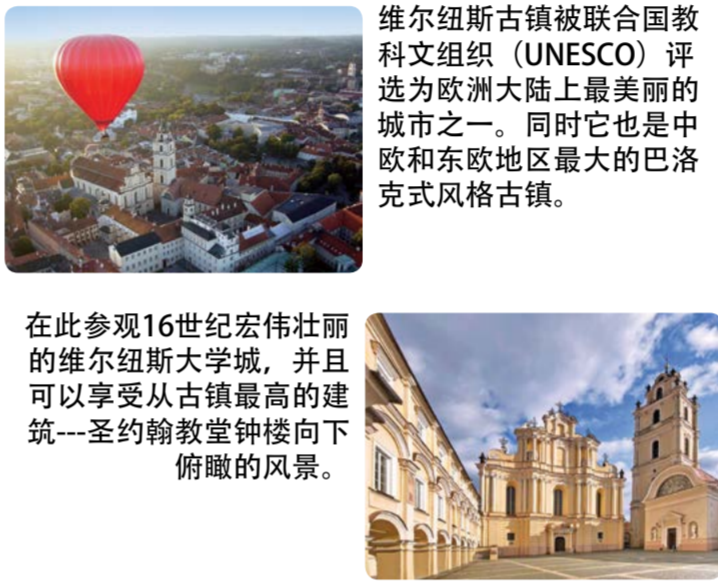 维尔纽斯古镇被联合国教
科文组织（UNESCO）评
选为欧洲大陆上最美丽的
城市之一。同时它也是中
欧和东欧地区最大的巴洛
克式风格古镇。
在此参观16世纪宏伟壮丽
的维尔纽斯大学城，并且
可以享受从古镇最高的建
筑---圣约翰教堂钟楼向下
俯瞰的风景。